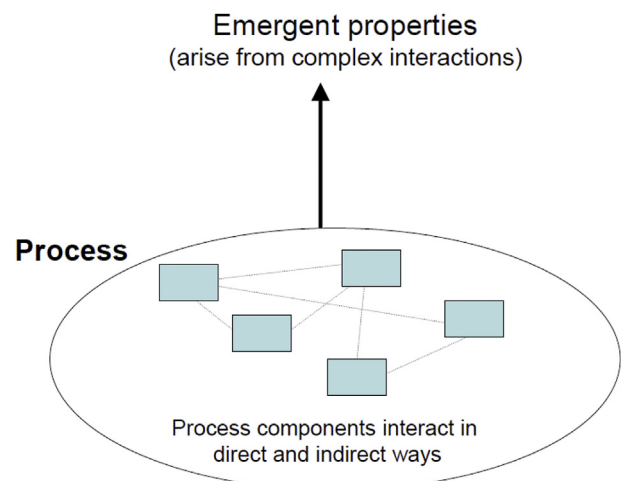 Emergent properties
(arise from complex interactions)
Process
Process components interact in
direct and indirect ways